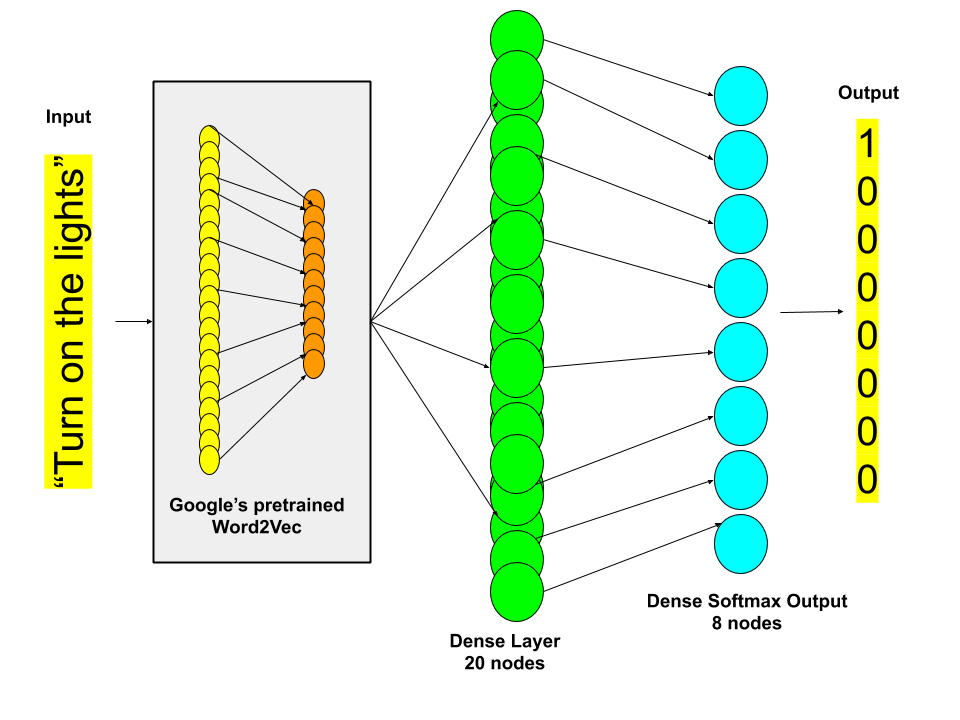 Input
“Turn on the lights”
Google’s pretrained
Word2Vec
Dense Layer
20 nodes
Dense Softmax Output
8 nodes
Output
1
0
0
0
0
0
0
0